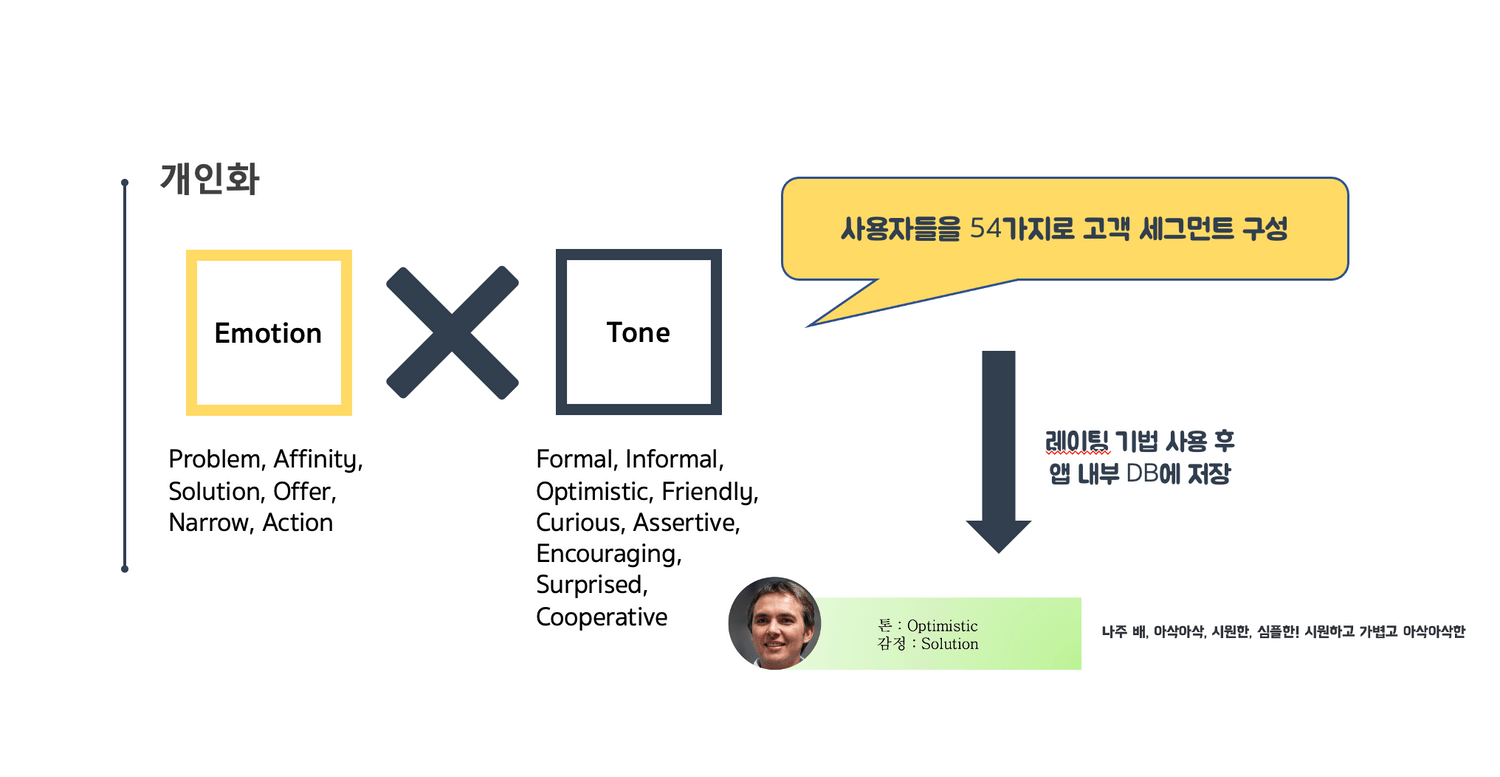 개인화
사용자들을 54가지로 고객 세그먼트 구성
Emotion
Tone
Problem, Affinity,
Solution, Offer,
Narrow, Action
Formal, Informal,
Optimistic, Friendly,
Curious, Assertive,
Encouraging,
Surprised,
Cooperative
레이팅 기법 사용 후
앱 내부 DB에 저장
톤 : Optimistic
감정 : Solution
나주 배, 아삭아삭, 시원한, 심플한! 시원하고 가볍고 아삭아삭한